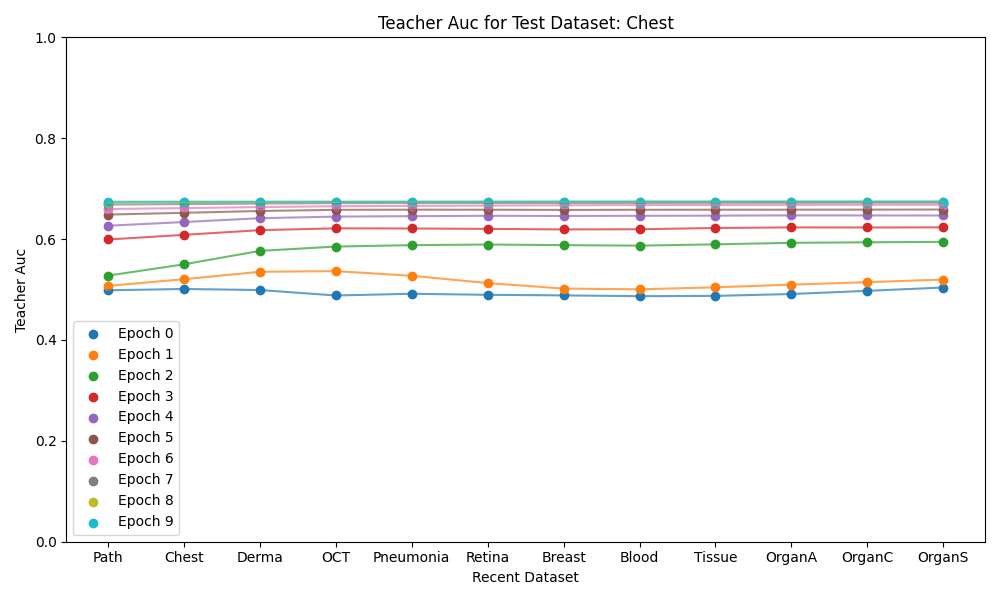 Teacher Auc for Test Dataset: Chest
Teacher Auc
1.0
0.8
0.6
0.4
0.2
0.0
Epoch 0
Epoch 1
Epoch 2
Epoch 3
Epoch 4
Epoch 5
Epoch 6
Epoch 7
Epoch 8
Epoch 9
Path Chest Derma OCT Pneumonia Retina Breast Blood Tissue OrganA OrganC OrganS
Recent Dataset